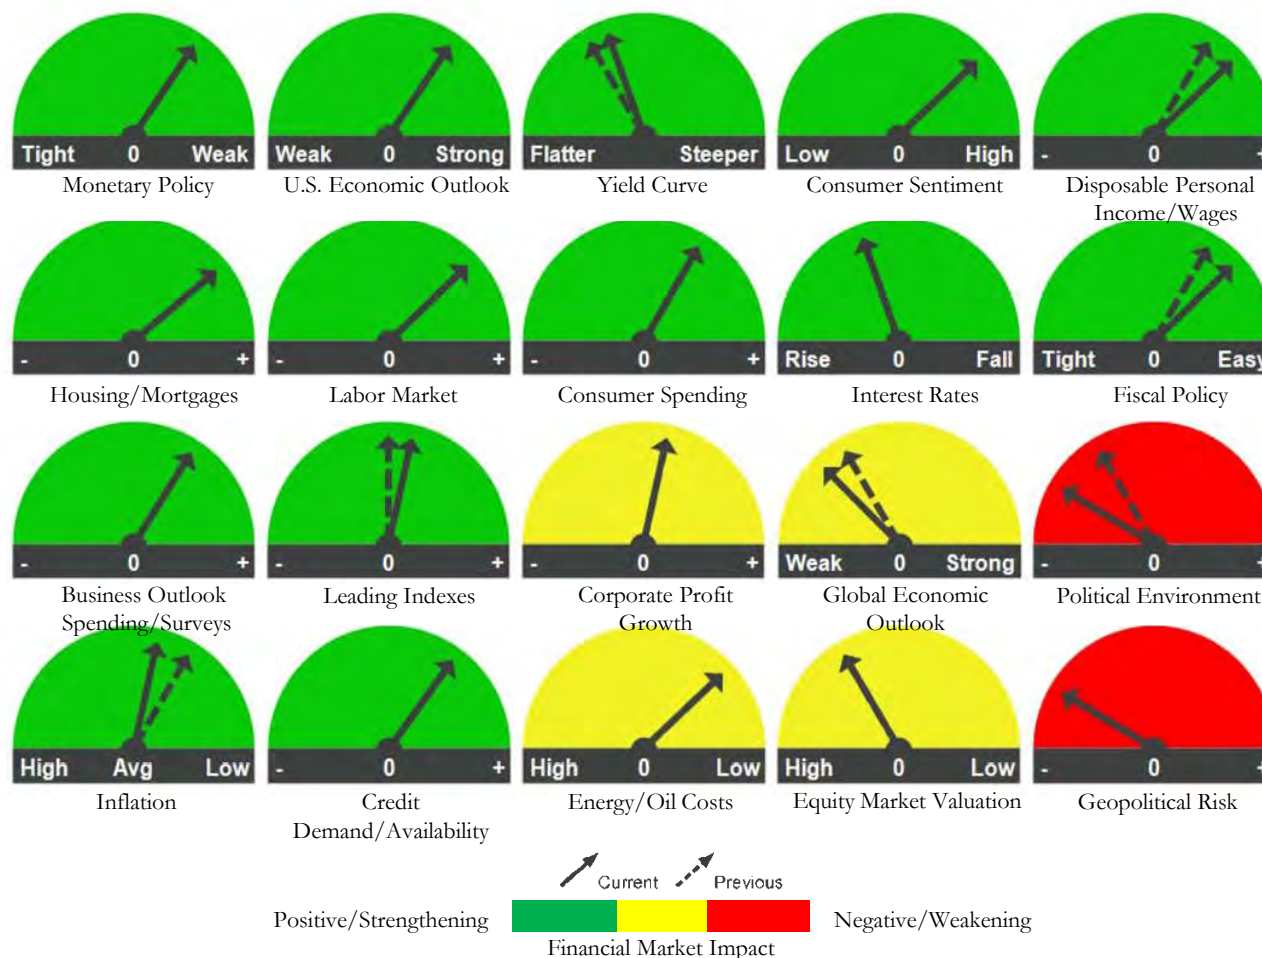 Tight 0 Weak
Weak 0 Strong
Flatter Steeper
Low 0 High
- 0 +
Monetary Policy
U.S. Economic Outlook
Yield Curve
Consumer Sentiment
Disposable Personal
Income/Wages
- 0 +
- 0 +
- 0 +
Rise 0 Fall
Tight 0 Easy
Housing/Mortgages
Labor Market
Consumer Spending
Interest Rates
Fiscal Policy
- 0 +
- 0 +
- 0 +
Weak 0 Strong
- 0 +
Business Outlook
Spending/Surveys
Leading Indexes
Corporate Profit
Growth
Global Economic
Outlook
Political Environment
High Avg Low
- 0 +
High 0 Low
High 0 Low
- 0 +
Inflation
Credit
Demand/Availability
Energy/Oil Costs
Equity Market Valuation
Geopolitical Risk
Current Previous
Positive/Strengthening Negative/Weakening
Financial Market Impact